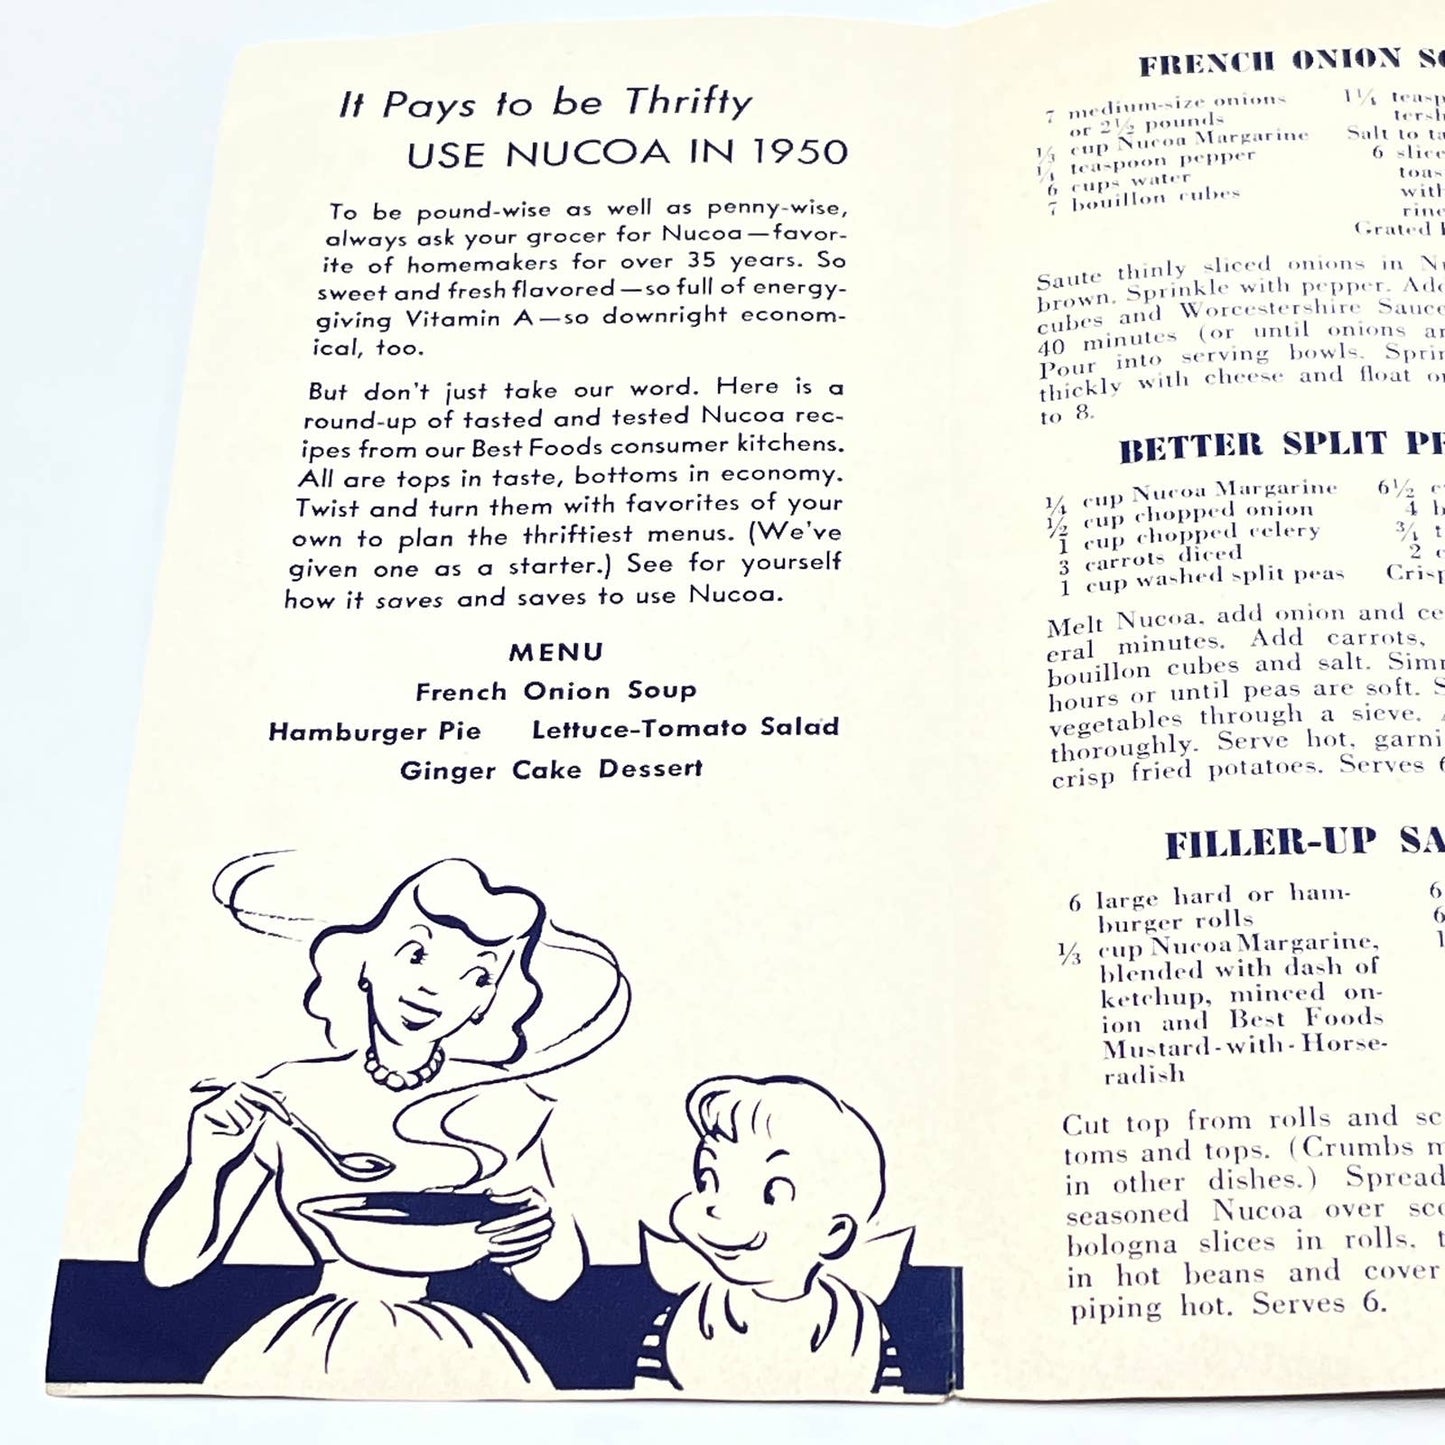 It Pays to be Thrifty
USE NUCOA IN 1950
To be pound-wise as well as penny-wise,
always ask your grocer for Nucoa—favor-
ite of homemakers for over 35 years. So
sweet and fresh flavored—so full of energy-
giving Vitamin A—so downright econom-
ical, too.
But don't just take our word. Here is a
round-up of tasted and tested Nucoa rec-
ipes from our Best Foods consumer kitchens.
All are tops in taste, bottoms in economy.
Twist and turn them with favorites of your
own to plan the thriftiest menus. (We've
given one as a starter.) See for yourself
how it saves and saves to use Nucoa.
MENU
French Onion Soup
Hamburger Pie Lettuce-Tomato Salad
Ginger Cake Dessert
FRENCH ONION
7 medium-size onions
or 2½ pounds
⅓ cup Nucoa Margarine
¼ teaspoon pepper
6 cups water
7 bouillon cubes
1¼
Salt to
6
with
Grated
Saute thinly sliced onions in
brown. Sprinkle with pepper.
cubes and Worcestershire
40 minutes (or until onions
Pour into serving bowls.
thickly with cheese and float
to 8.
BETTER SPLIT
¼ cup Nucoa Margarine
½ cup chopped onion
1 cup chopped celery
3 carrots diced
1 cup washed split peas
6½
4
¾
2
Melt Nucoa, add onion and
eral minutes. Add carrots,
bouillon cubes and salt.
hours or until peas are soft.
vegetables through a sieve.
thoroughly. Serve hot,
crisp fried potatoes. Serves
FILLER-UP
6 large hard or ham-
burger rolls
⅓ cup Nucoa Margarine,
blended with dash of
ketchup, minced on-
ion and Best Foods
Mustard-with-Horse-
radish
6
6
1
Cut top from rolls and
toms and tops. (Crumbs
in other dishes.) Spread
seasoned Nucoa over
bologna slices in rolls.
in hot beans and cover
piping hot. Serves 6.